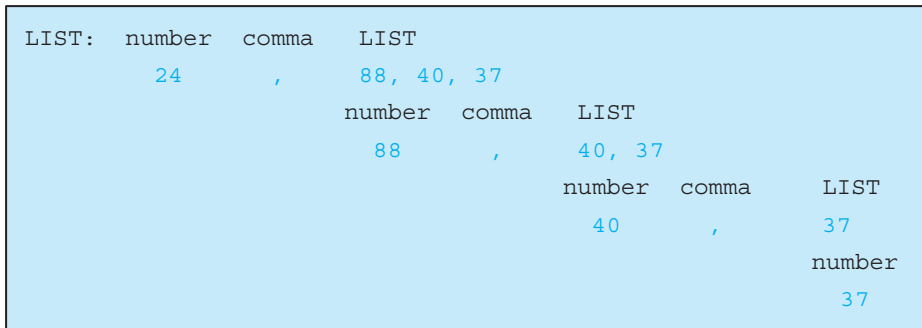 LIST: number comma LIST
24 , 88, 40, 37
number comma LIST
88 , 40, 37
number comma LIST
40 , 37
number
37